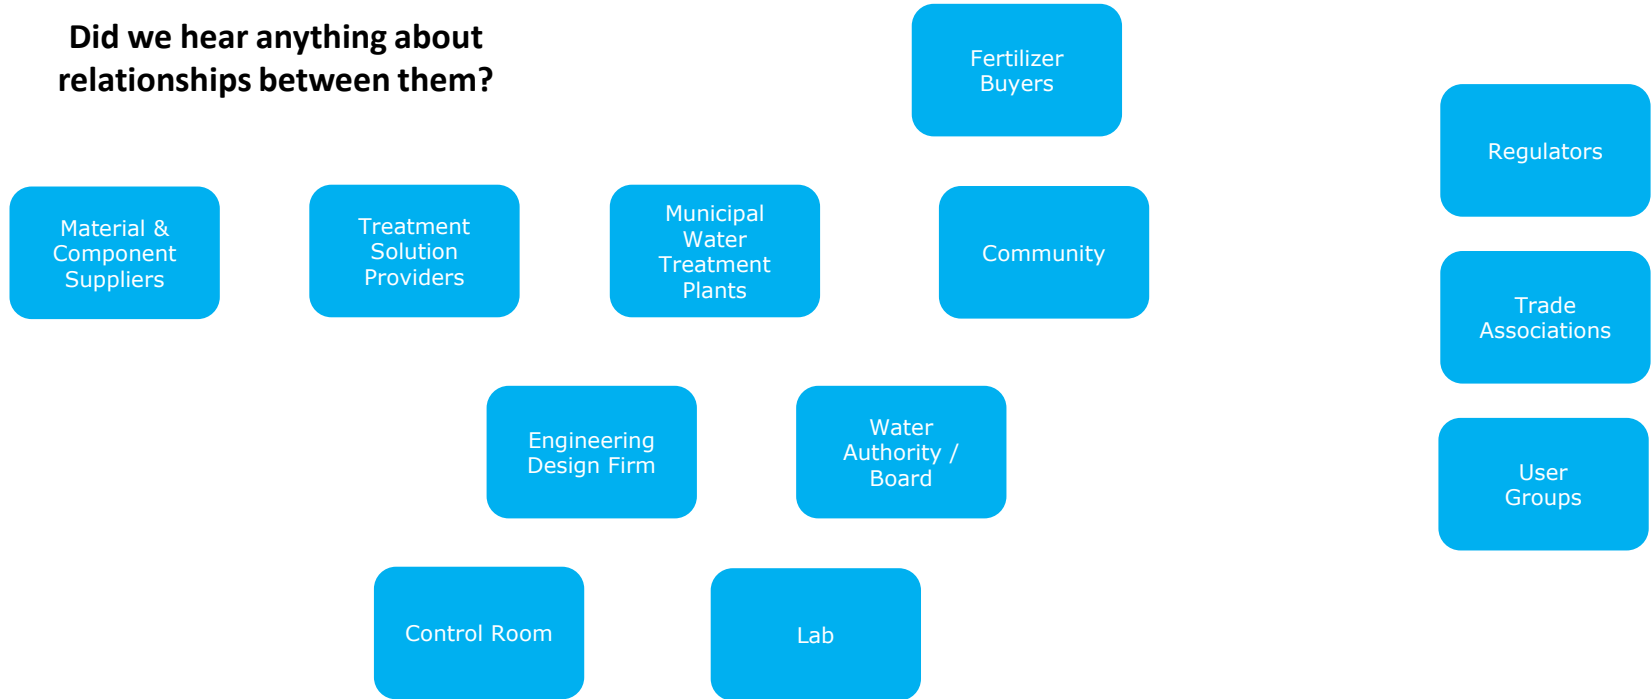 Did we hear anything about
relationships between them?
Fertilizer
Buyers
Regulators
Material &
Component
Suppliers
Treatment
Solution
Providers
Municipal
Water
Treatment
Plants
Community
Trade
Associations
Engineering
Design Firm
Water
Authority /
Board
User
Groups
Control Room
Lab